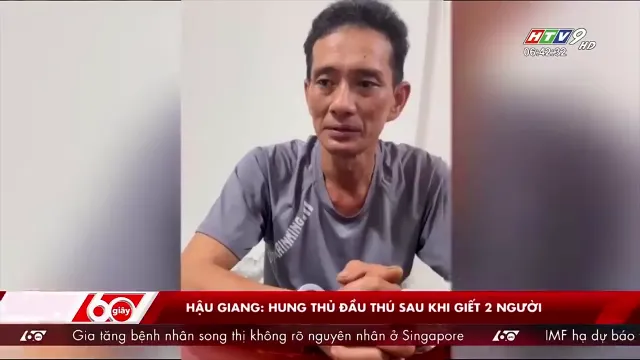 HTV9 HD
06:42:32
60 giây
HẬU GIANG: HUNG THỦ ĐẦU THÚ SAU KHI GIẾT 2 NGƯỜI
60 Gia tăng bệnh nhân song thị không rõ nguyên nhân ở Singapore 60 IMF hạ dự báo